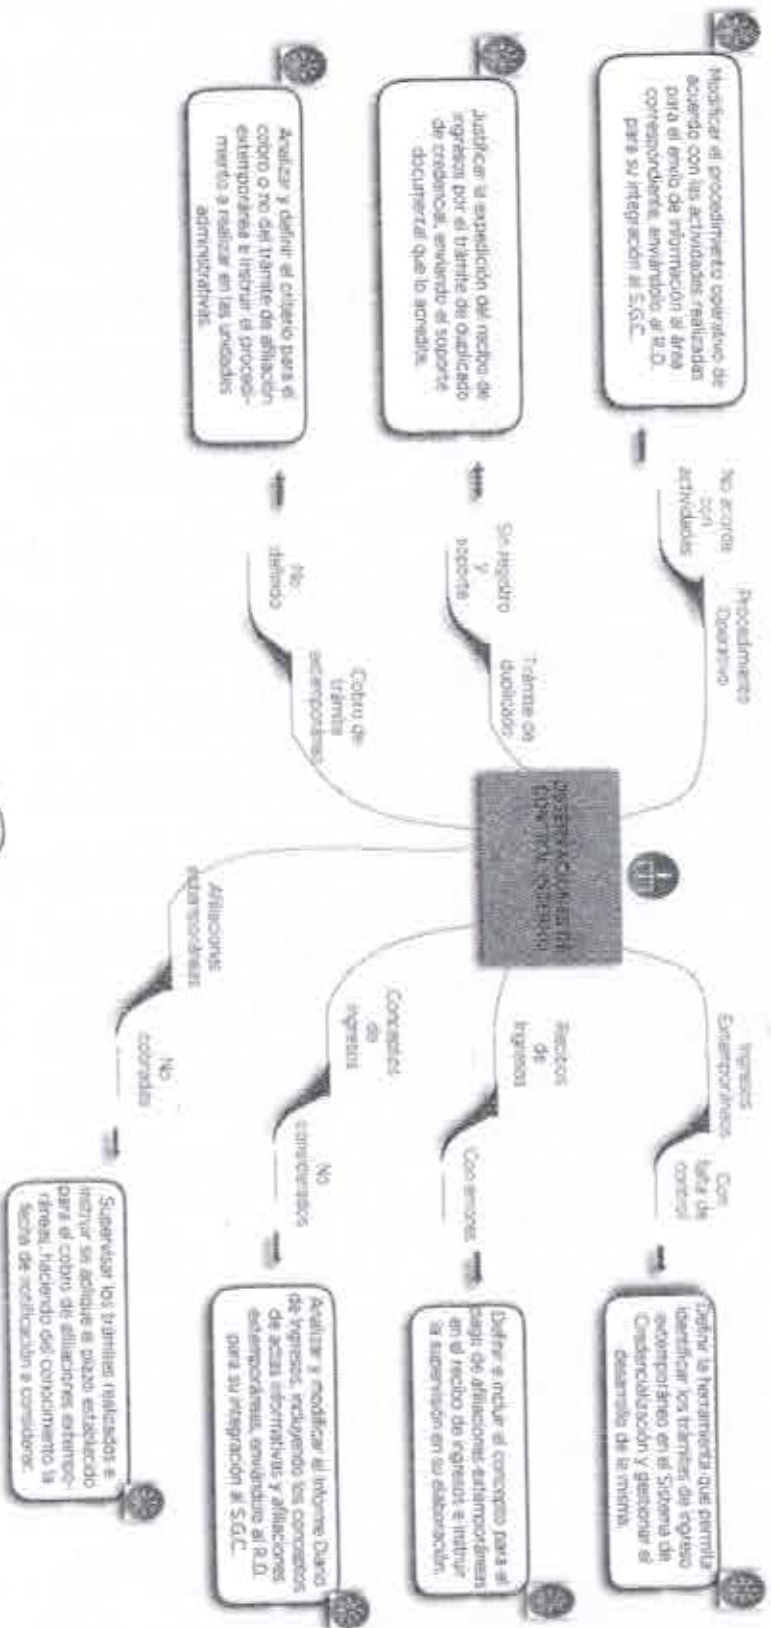 Modificar el procedimiento operativo de
acuerdo con las actividades realizadas
para el envío de información al área
correspondiente, enviándolo al R.D.
para su integración al S.G.C.
No acorde
con
actividades
Procedimiento
Operativo
Justificar la expedición del recibo de
ingresos por el trámite de duplicado
de credencial, enviando el soporte
documental que lo acredite.
Sin registro
y
soporte
Trámite de
duplicado
Analizar y definir el criterio para el
cobro o no del trámite de afiliación
extemporánea e instruir el procedi-
miento a realizar en las unidades
administrativas.
No
definido
Cobro de
trámite
extemporáneo
OBSERVACIONES DE
CONTROL INTERNO
Ingresos
Extemporáneos
Con
falta de
control
Definir la herramienta que permita
identificar los trámites de ingreso
extemporáneo en el Sistema de
Credencialización y gestionar el
desarrollo de la misma.
Recibos
de
Ingresos
Con errores
Definir e incluir el concepto para el
pago de afiliaciones extemporáneas
en el recibo de ingresos e instruir
la supervisión en su elaboración.
Conceptos
de
ingresos
No
considerados
Analizar y modificar el Informe Diario
de Ingresos, incluyendo los conceptos
de actas informativas y afiliaciones
extemporáneas, enviándolo al R.D.
para su integración al S.G.C.
Afiliaciones
extemporáneas
No
cobradas
Supervisar los trámites realizados e
instruir se aplique el plazo establecido
para el cobro de afiliaciones extempo-
ráneas, haciendo del conocimiento la
fecha de notificación a considerar.